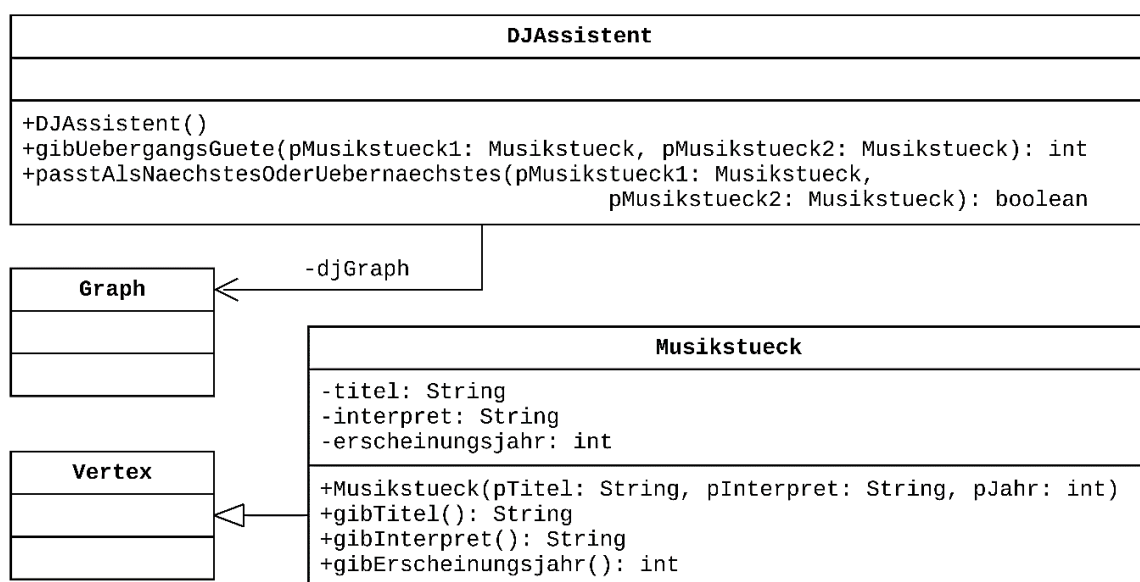 DJAssistent
+DJAssistent()
+gibUebergangsGuete(pMusikstueck1: Musikstueck, pMusikstueck2: Musikstueck): int
+passtAlsNaechstesOderUebernaechstes(pMusikstueck1: Musikstueck,
pMusikstueck2: Musikstueck): boolean
-djGraph
Graph
Musikstueck
-titel: String
-interpret: String
-erscheinungsjahr: int
+Musikstueck(pTitel: String, pInterpret: String, pJahr: int)
+gibTitel(): String
+gibInterpret(): String
+gibErscheinungsjahr(): int
Vertex